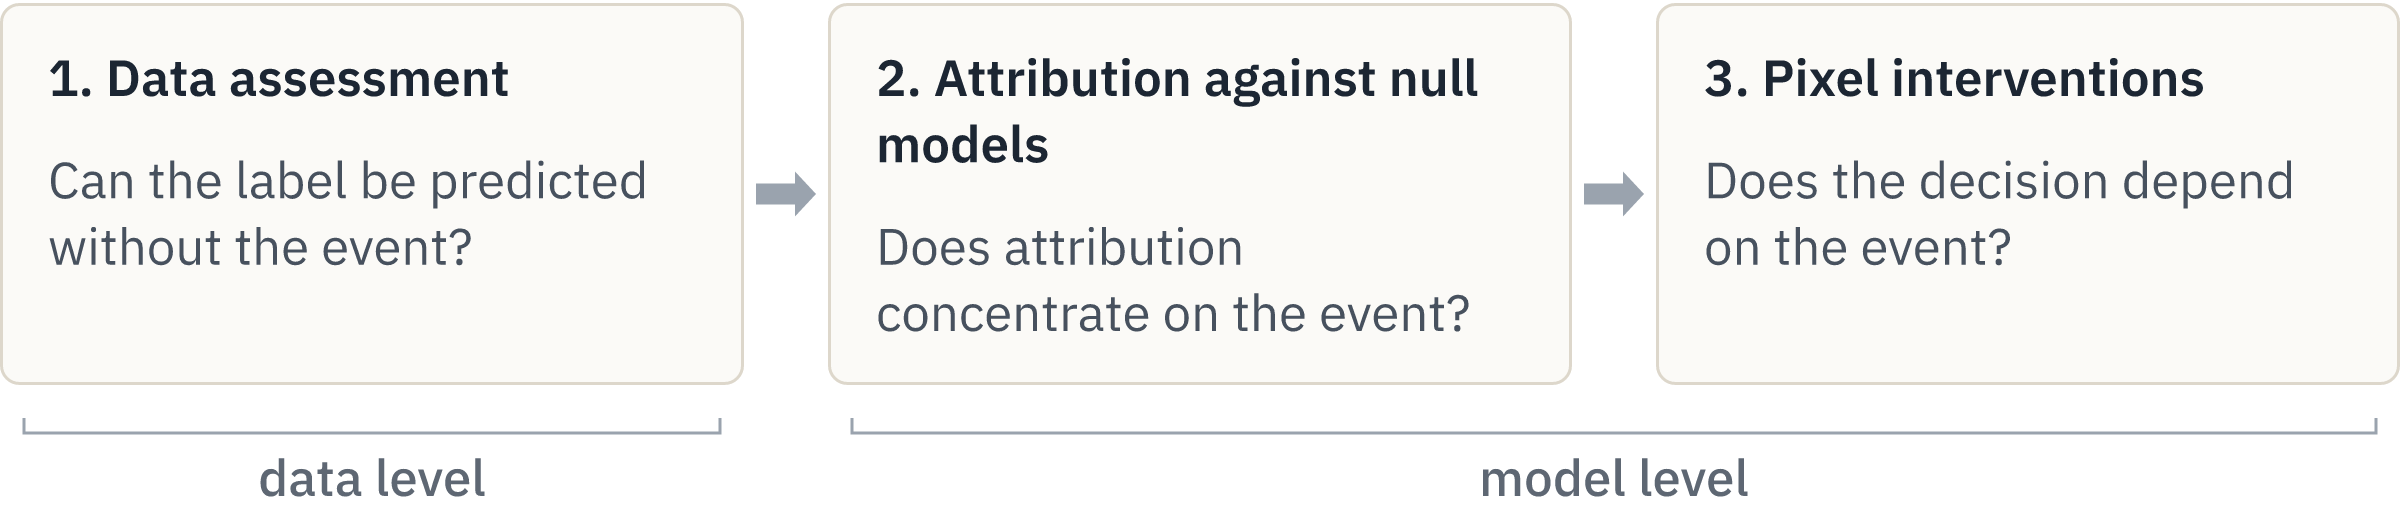 1. Data assessment
Can the label be predicted
without the event?
2. Attribution against null
models
Does attribution
concentrate on the event?
3. Pixel interventions
Does the decision depend
on the event?
data level
model level